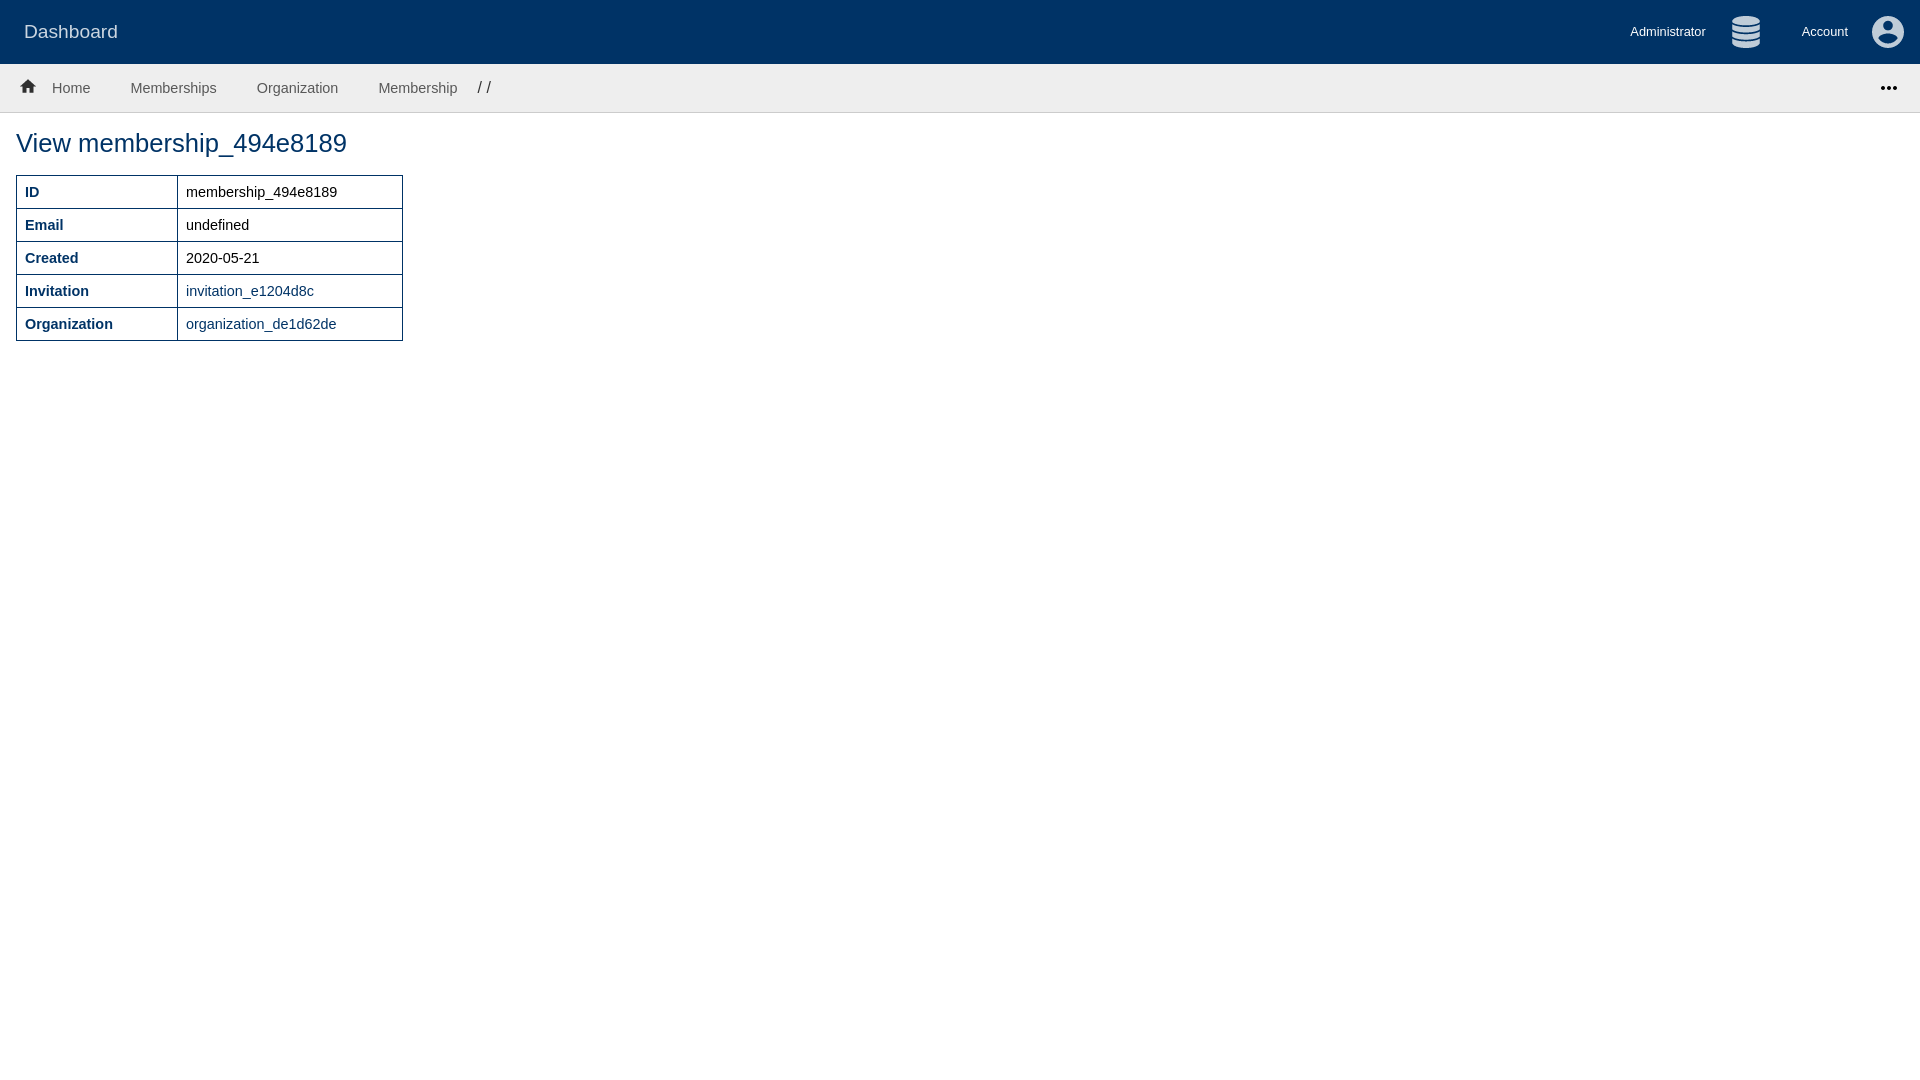 Dashboard Administrator Account
Home Memberships Organization Membership / /
View membership_494e8189
ID membership_494e8189
Email undefined
Created 2020-05-21
Invitation invitation_e1204d8c
Organization organization_de1d62de